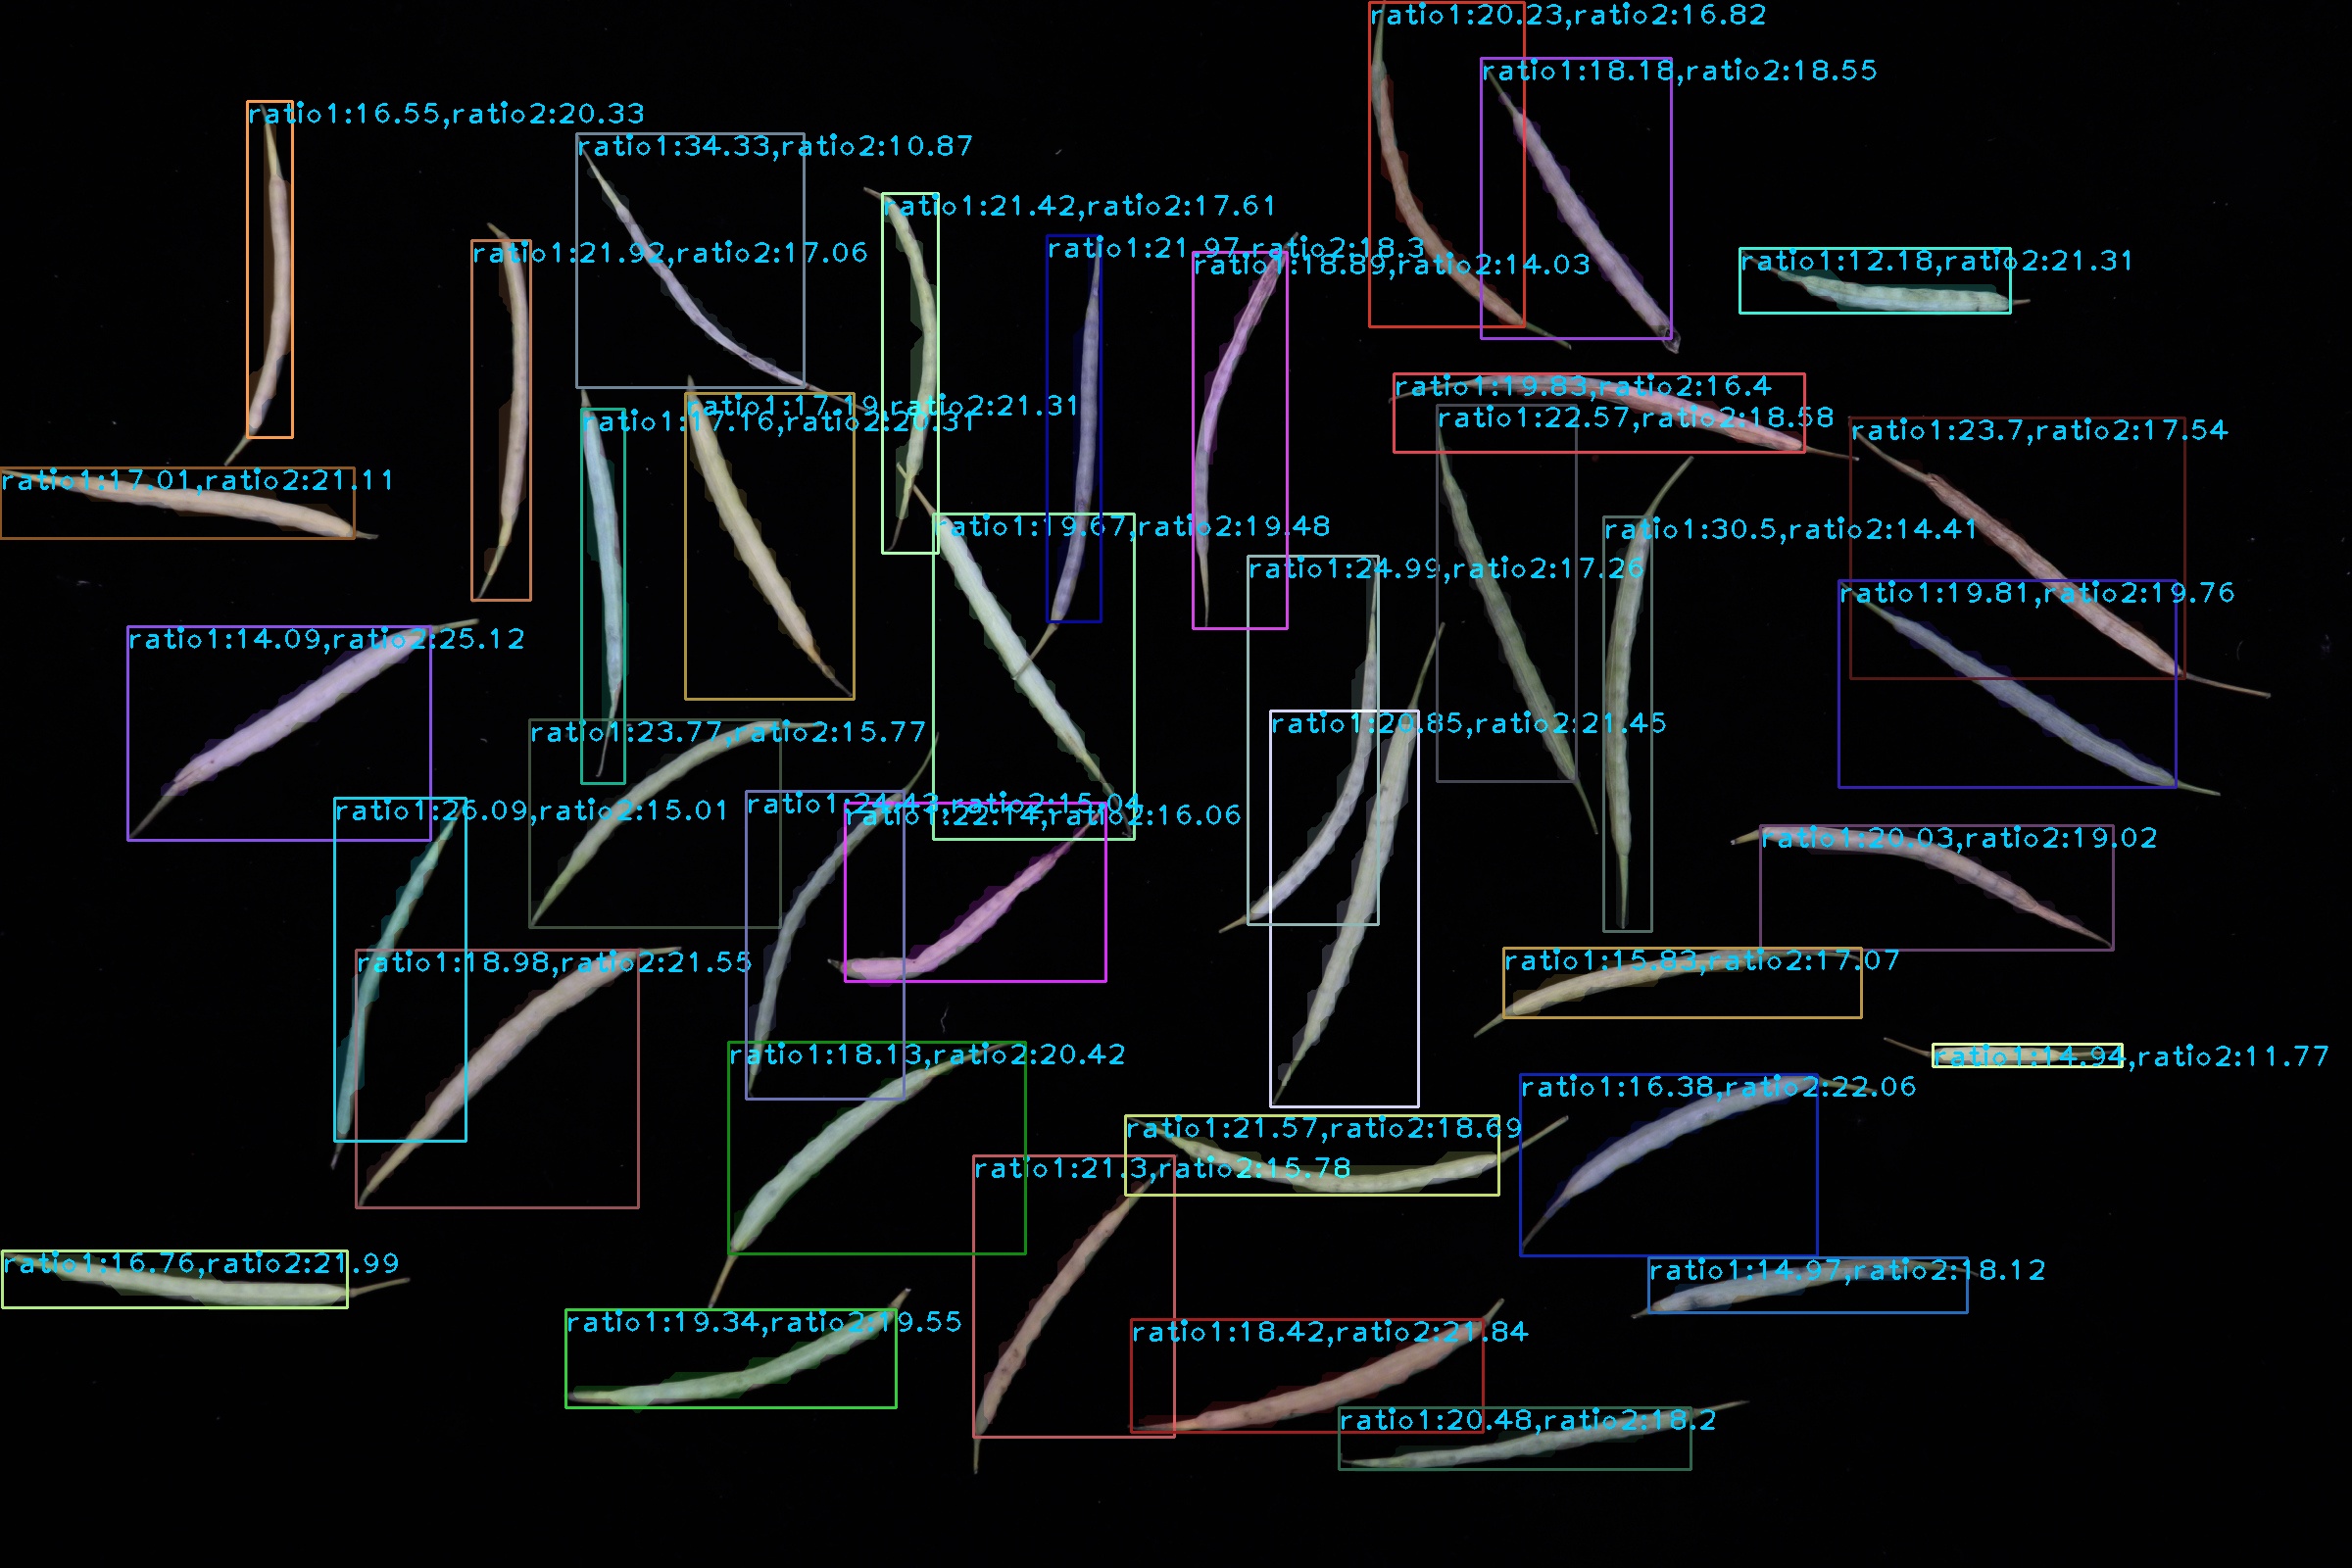 ratio1:20.23,ratio2:16.82
ratio1:18.18,ratio2:18.55
ratio1:16.55,ratio2:20.33
ratio1:34.33,ratio2:10.87
ratio1:21.42,ratio2:17.61
ratio1:21.92,ratio2:17.06
ratio1:21.97,ratio2:18.3
ratio1:18.89,ratio2:14.03
ratio1:12.18,ratio2:21.31
ratio1:19.83,ratio2:16.4
ratio1:17.19,ratio2:21.31
ratio1:17.16,ratio2:20.31
ratio1:22.57,ratio2:18.58
ratio1:23.7,ratio2:17.54
ratio1:17.01,ratio2:21.11
ratio1:19.67,ratio2:19.48
ratio1:30.5,ratio2:14.41
ratio1:24.99,ratio2:17.26
ratio1:19.81,ratio2:19.76
ratio1:14.09,ratio2:25.12
ratio1:23.77,ratio2:15.77
ratio1:20.85,ratio2:21.45
ratio1:26.09,ratio2:15.01
ratio1:24.43,ratio2:15.04
ratio1:22.14,ratio2:16.06
ratio1:20.03,ratio2:19.02
ratio1:18.98,ratio2:21.55
ratio1:15.83,ratio2:17.07
ratio1:18.13,ratio2:20.42
ratio1:14.94,ratio2:11.77
ratio1:16.38,ratio2:22.06
ratio1:21.57,ratio2:18.69
ratio1:21.3,ratio2:15.78
ratio1:16.76,ratio2:21.99
ratio1:14.97,ratio2:18.12
ratio1:19.34,ratio2:19.55
ratio1:18.42,ratio2:21.84
ratio1:20.48,ratio2:18.2